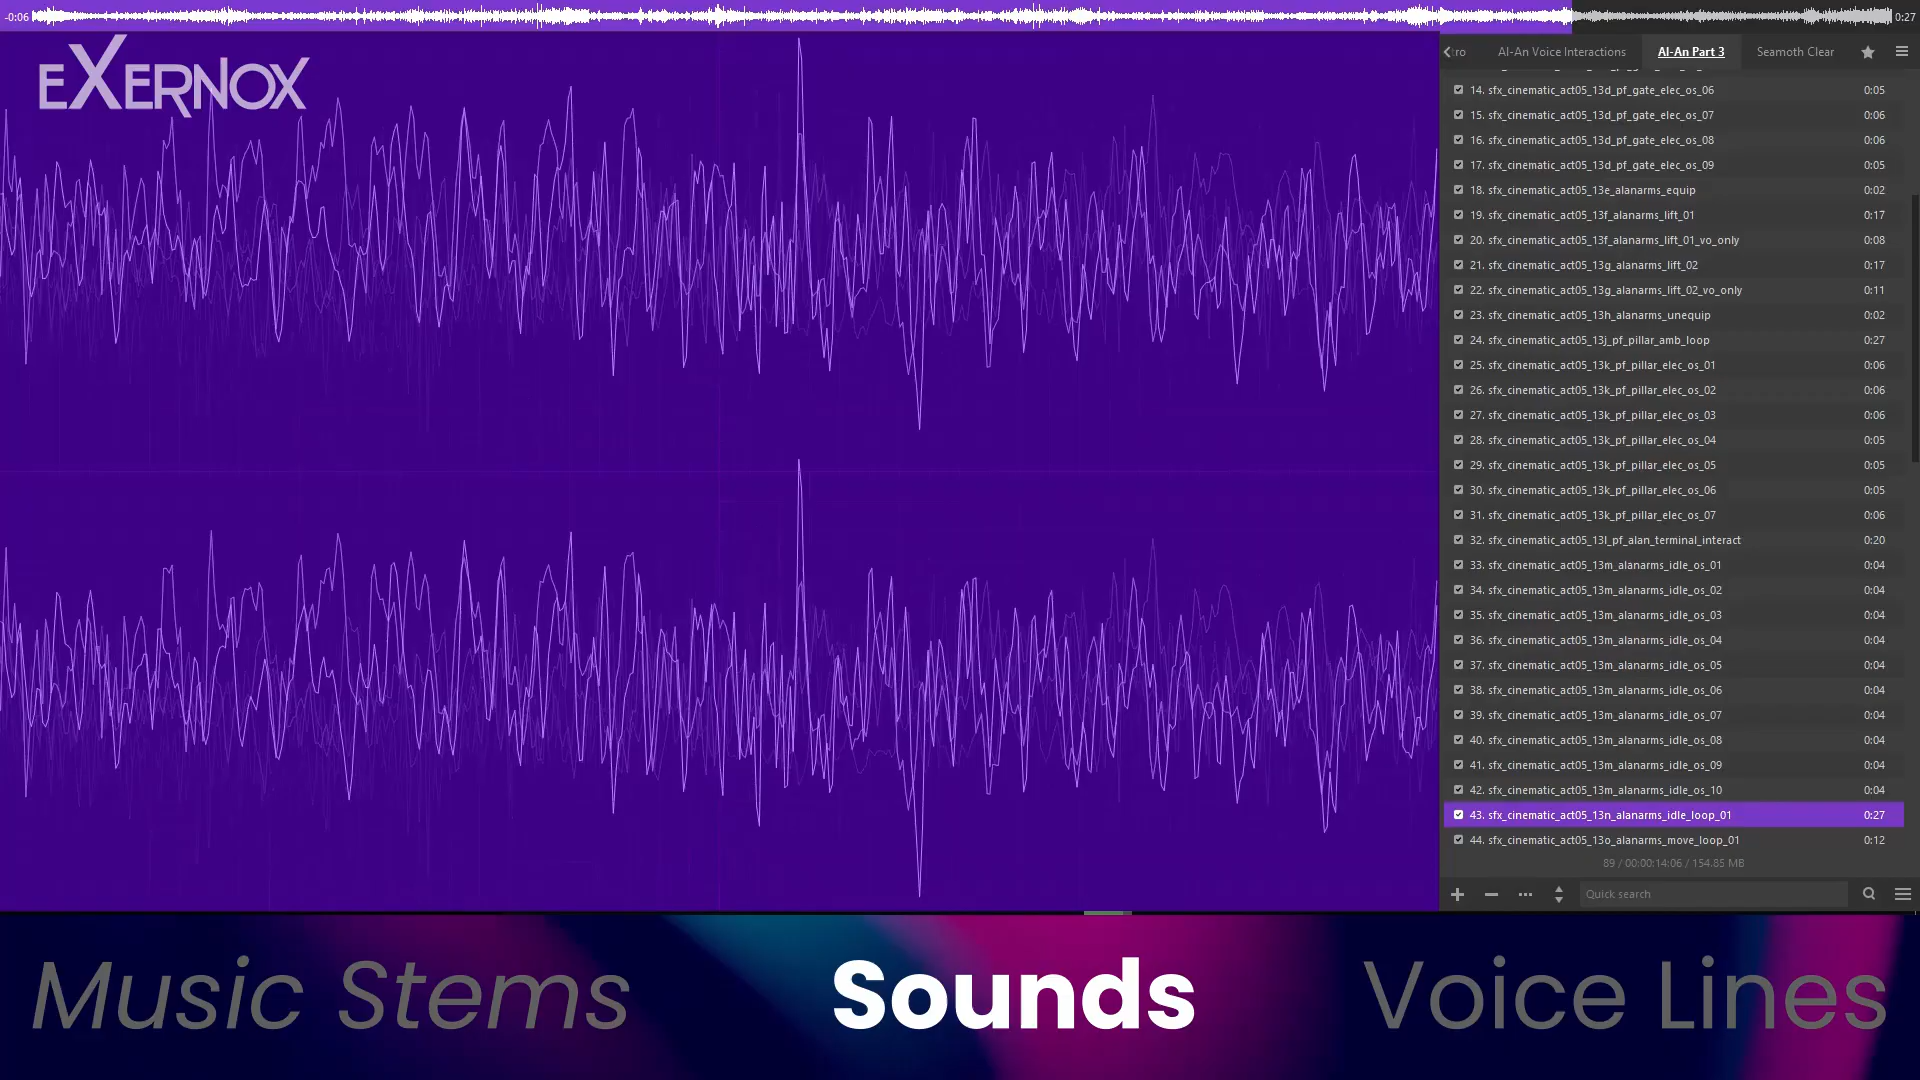 -0:06
0:27
EXERNOX
tro
AI-An Voice Interactions
Al-An Part 3
Seamoth Clear
14. sfx_cinematic_act05_13d_pf_gate_elec_os_06 0:05
15. sfx_cinematic_act05_13d_pf_gate_elec_os_07 0:06
16. sfx_cinematic_act05_13d_pf_gate_elec_os_08 0:06
17. sfx_cinematic_act05_13d_pf_gate_elec_os_09 0:05
18. sfx_cinematic_act05_13e_alanarms_equip 0:02
19. sfx_cinematic_act05_13f_alanarms_lift_01 0:17
20. sfx_cinematic_act05_13f_alanarms_lift_01_vo_only 0:08
21. sfx_cinematic_act05_13g_alanarms_lift_02 0:17
22. sfx_cinematic_act05_13g_alanarms_lift_02_vo_only 0:11
23. sfx_cinematic_act05_13h_alanarms_unequip 0:02
24. sfx_cinematic_act05_13j_pf_pillar_amb_loop 0:27
25. sfx_cinematic_act05_13k_pf_pillar_elec_os_01 0:06
26. sfx_cinematic_act05_13k_pf_pillar_elec_os_02 0:06
27. sfx_cinematic_act05_13k_pf_pillar_elec_os_03 0:06
28. sfx_cinematic_act05_13k_pf_pillar_elec_os_04 0:05
29. sfx_cinematic_act05_13k_pf_pillar_elec_os_05 0:05
30. sfx_cinematic_act05_13k_pf_pillar_elec_os_06 0:05
31. sfx_cinematic_act05_13k_pf_pillar_elec_os_07 0:06
32. sfx_cinematic_act05_13l_pf_alan_terminal_interact 0:20
33. sfx_cinematic_act05_13m_alanarms_idle_os_01 0:04
34. sfx_cinematic_act05_13m_alanarms_idle_os_02 0:04
35. sfx_cinematic_act05_13m_alanarms_idle_os_03 0:04
36. sfx_cinematic_act05_13m_alanarms_idle_os_04 0:04
37. sfx_cinematic_act05_13m_alanarms_idle_os_05 0:04
38. sfx_cinematic_act05_13m_alanarms_idle_os_06 0:04
39. sfx_cinematic_act05_13m_alanarms_idle_os_07 0:04
40. sfx_cinematic_act05_13m_alanarms_idle_os_08 0:04
41. sfx_cinematic_act05_13m_alanarms_idle_os_09 0:04
42. sfx_cinematic_act05_13m_alanarms_idle_os_10 0:04
43. sfx_cinematic_act05_13n_alanarms_idle_loop_01 0:27
44. sfx_cinematic_act05_13o_alanarms_move_loop_01 0:12
89 / 00:00:14:06 / 154.85 MB
Quick search
Music Stems
Sounds
Voice Lines